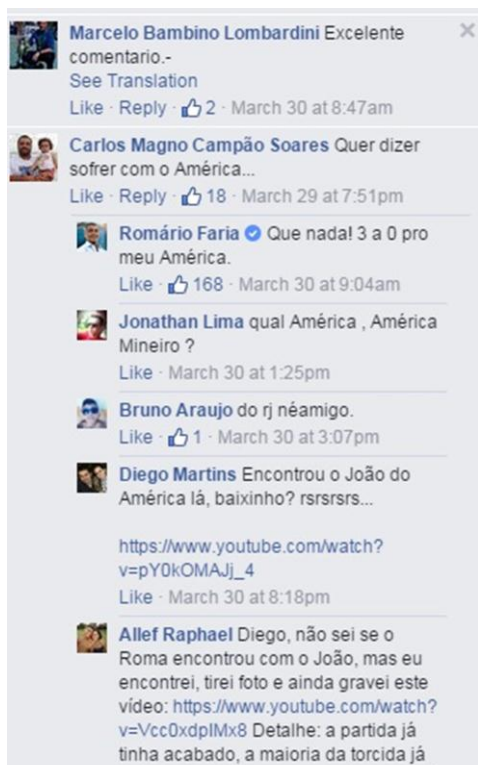 Marcelo Bambino Lombardini Excelente
comentario.-
See Translation
Like · Reply · 2 · March 30 at 8:47am
Carlos Magno Campão Soares Quer dizer
sofrer com o América...
Like · Reply · 18 · March 29 at 7:51pm
Romário Faria Que nada! 3 a 0 pro
meu América.
Like · 168 · March 30 at 9:04am
Jonathan Lima qual América , América
Mineiro ?
Like · March 30 at 1:25pm
Bruno Araujo do rj néamigo.
Like · 1 · March 30 at 3:07pm
Diego Martins Encontrou o João do
América lá, baixinho? rsrsrsrs...
https://www.youtube.com/watch?
v=pY0kOMAJj_4
Like · March 30 at 8:18pm
Allef Raphael Diego, não sei se o
Roma encontrou com o João, mas eu
encontrei, tirei foto e ainda gravei este
vídeo: https://www.youtube.com/watch?
v=Vcc0xdpIMx8 Detalhe: a partida já
tinha acabado, a maioria da torcida já